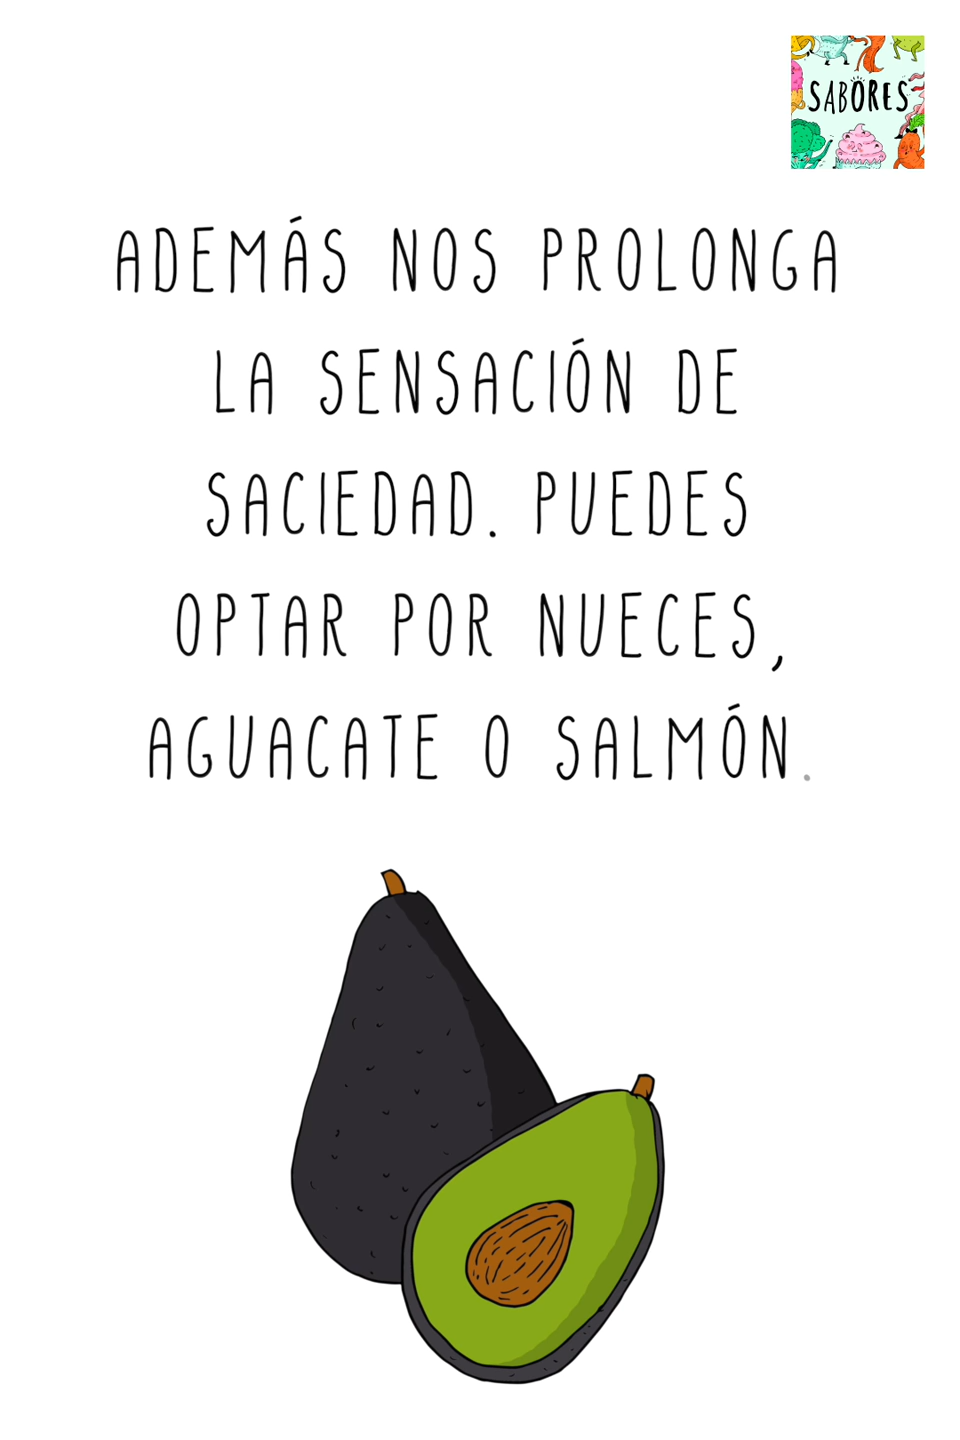 SABORES
ADEMÁS NOS PROLONGA
LA SENSACIÓN DE
SACIEDAD. PUEDES
OPTAR POR NUECES,
AGUACATE O SALMÓN.